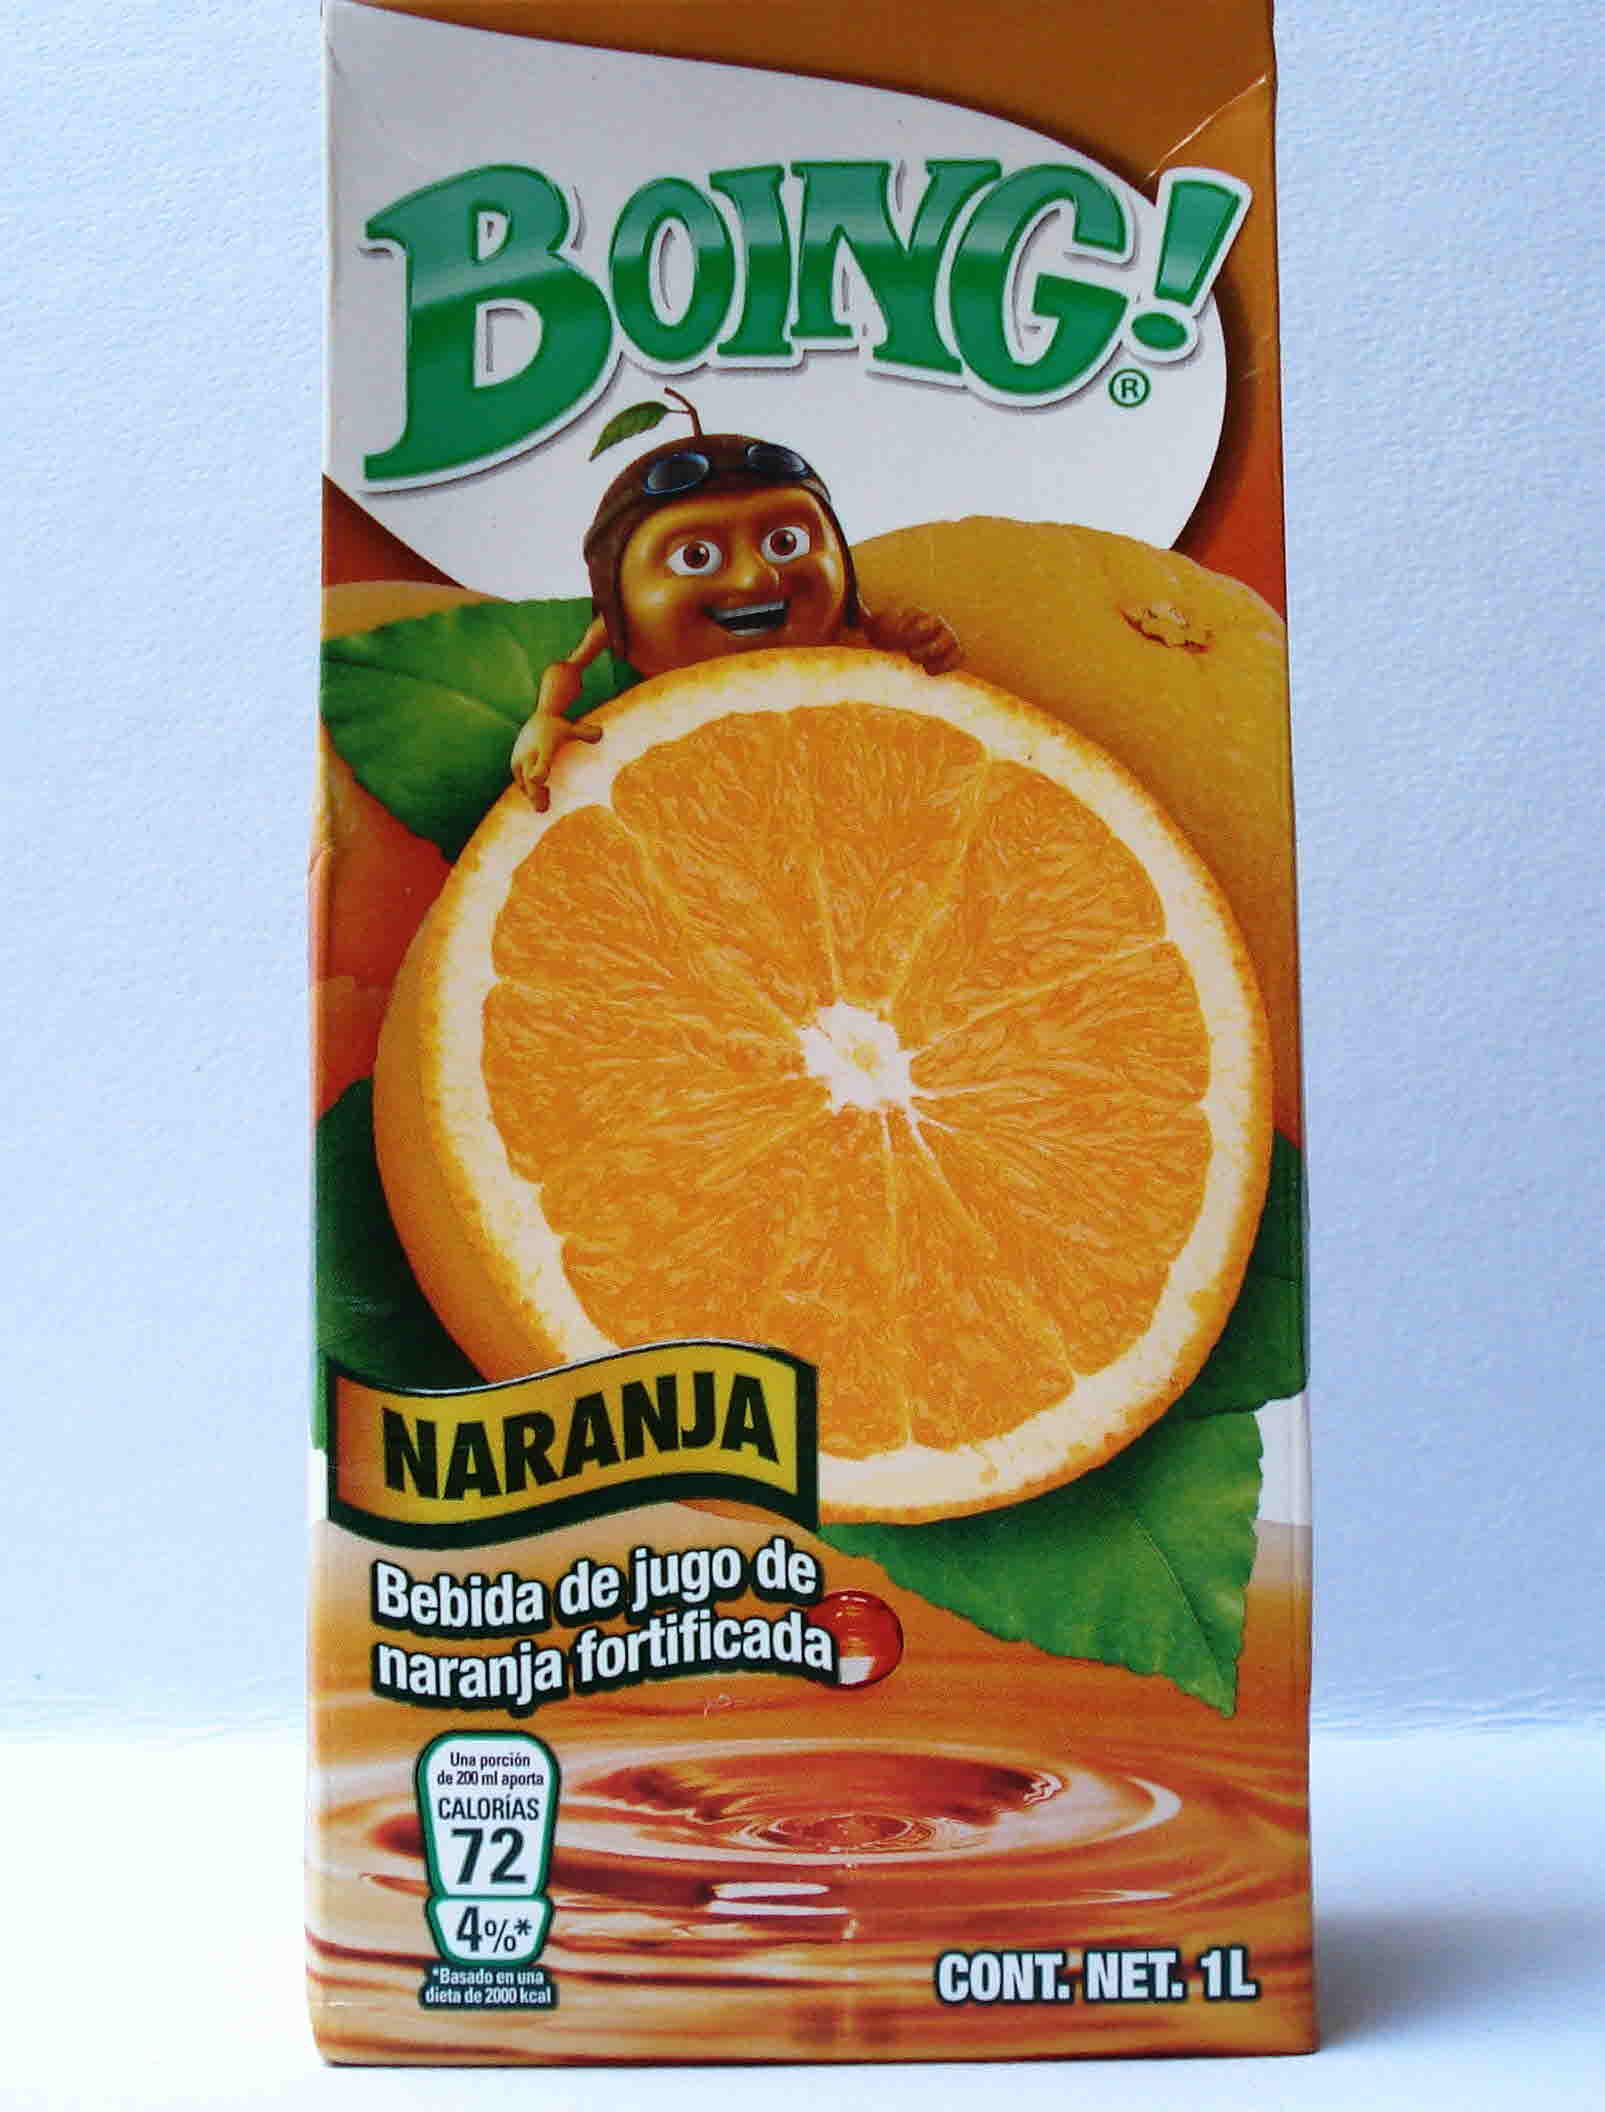 BOING!
®
NARANJA
Bebida de jugo de
naranja fortificada
Una porción
de 200 ml aporta
CALORÍAS
72
4%*
*Basado en una
dieta de 2000 kcal
CONT. NET. 1L